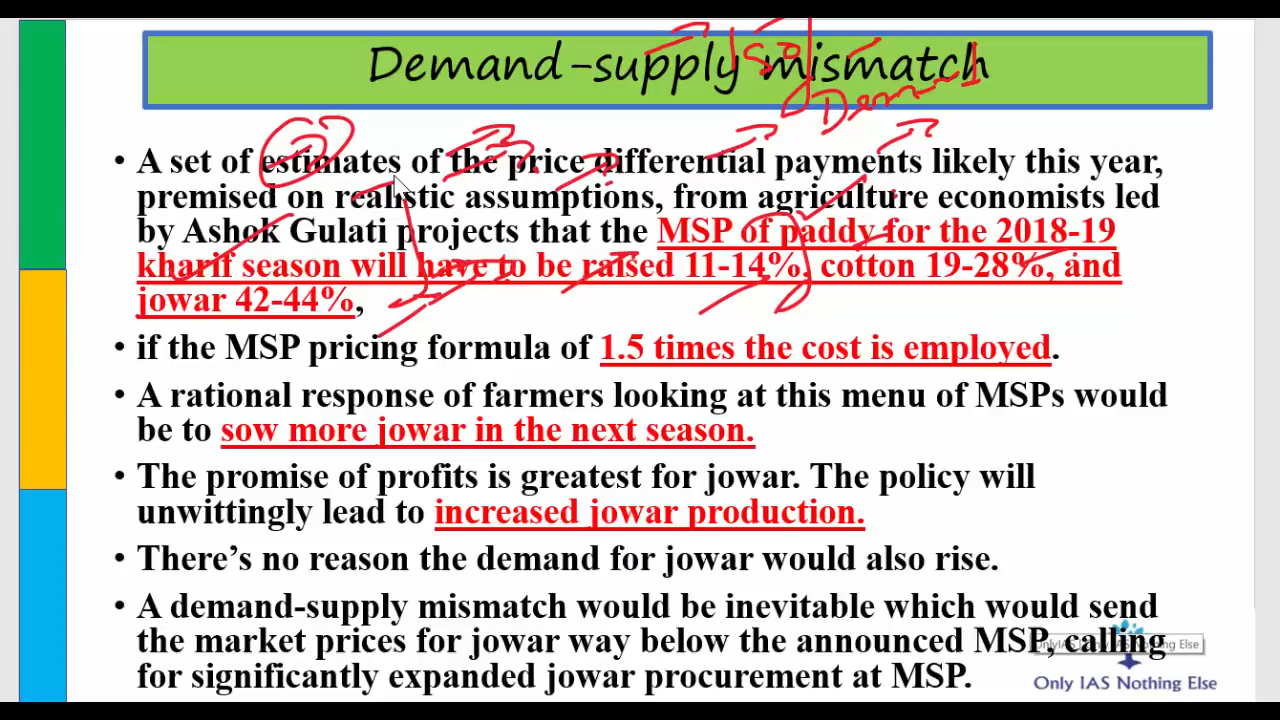 Demand-supply mismatch
Demand
• A set of estimates of the price differential payments likely this year,
premised on realistic assumptions, from agriculture economists led
by Ashok Gulati projects that the MSP of paddy for the 2018-19
kharif season will have to be raised 11-14%, cotton 19-28%, and
jowar 42-44%,
• if the MSP pricing formula of 1.5 times the cost is employed.
• A rational response of farmers looking at this menu of MSPs would
be to sow more jowar in the next season.
• The promise of profits is greatest for jowar. The policy will
unwittingly lead to increased jowar production.
• There's no reason the demand for jowar would also rise.
• A demand-supply mismatch would be inevitable which would send
the market prices for jowar way below the announced MSP, calling
for significantly expanded jowar procurement at MSP.
Only IAS Nothing Else